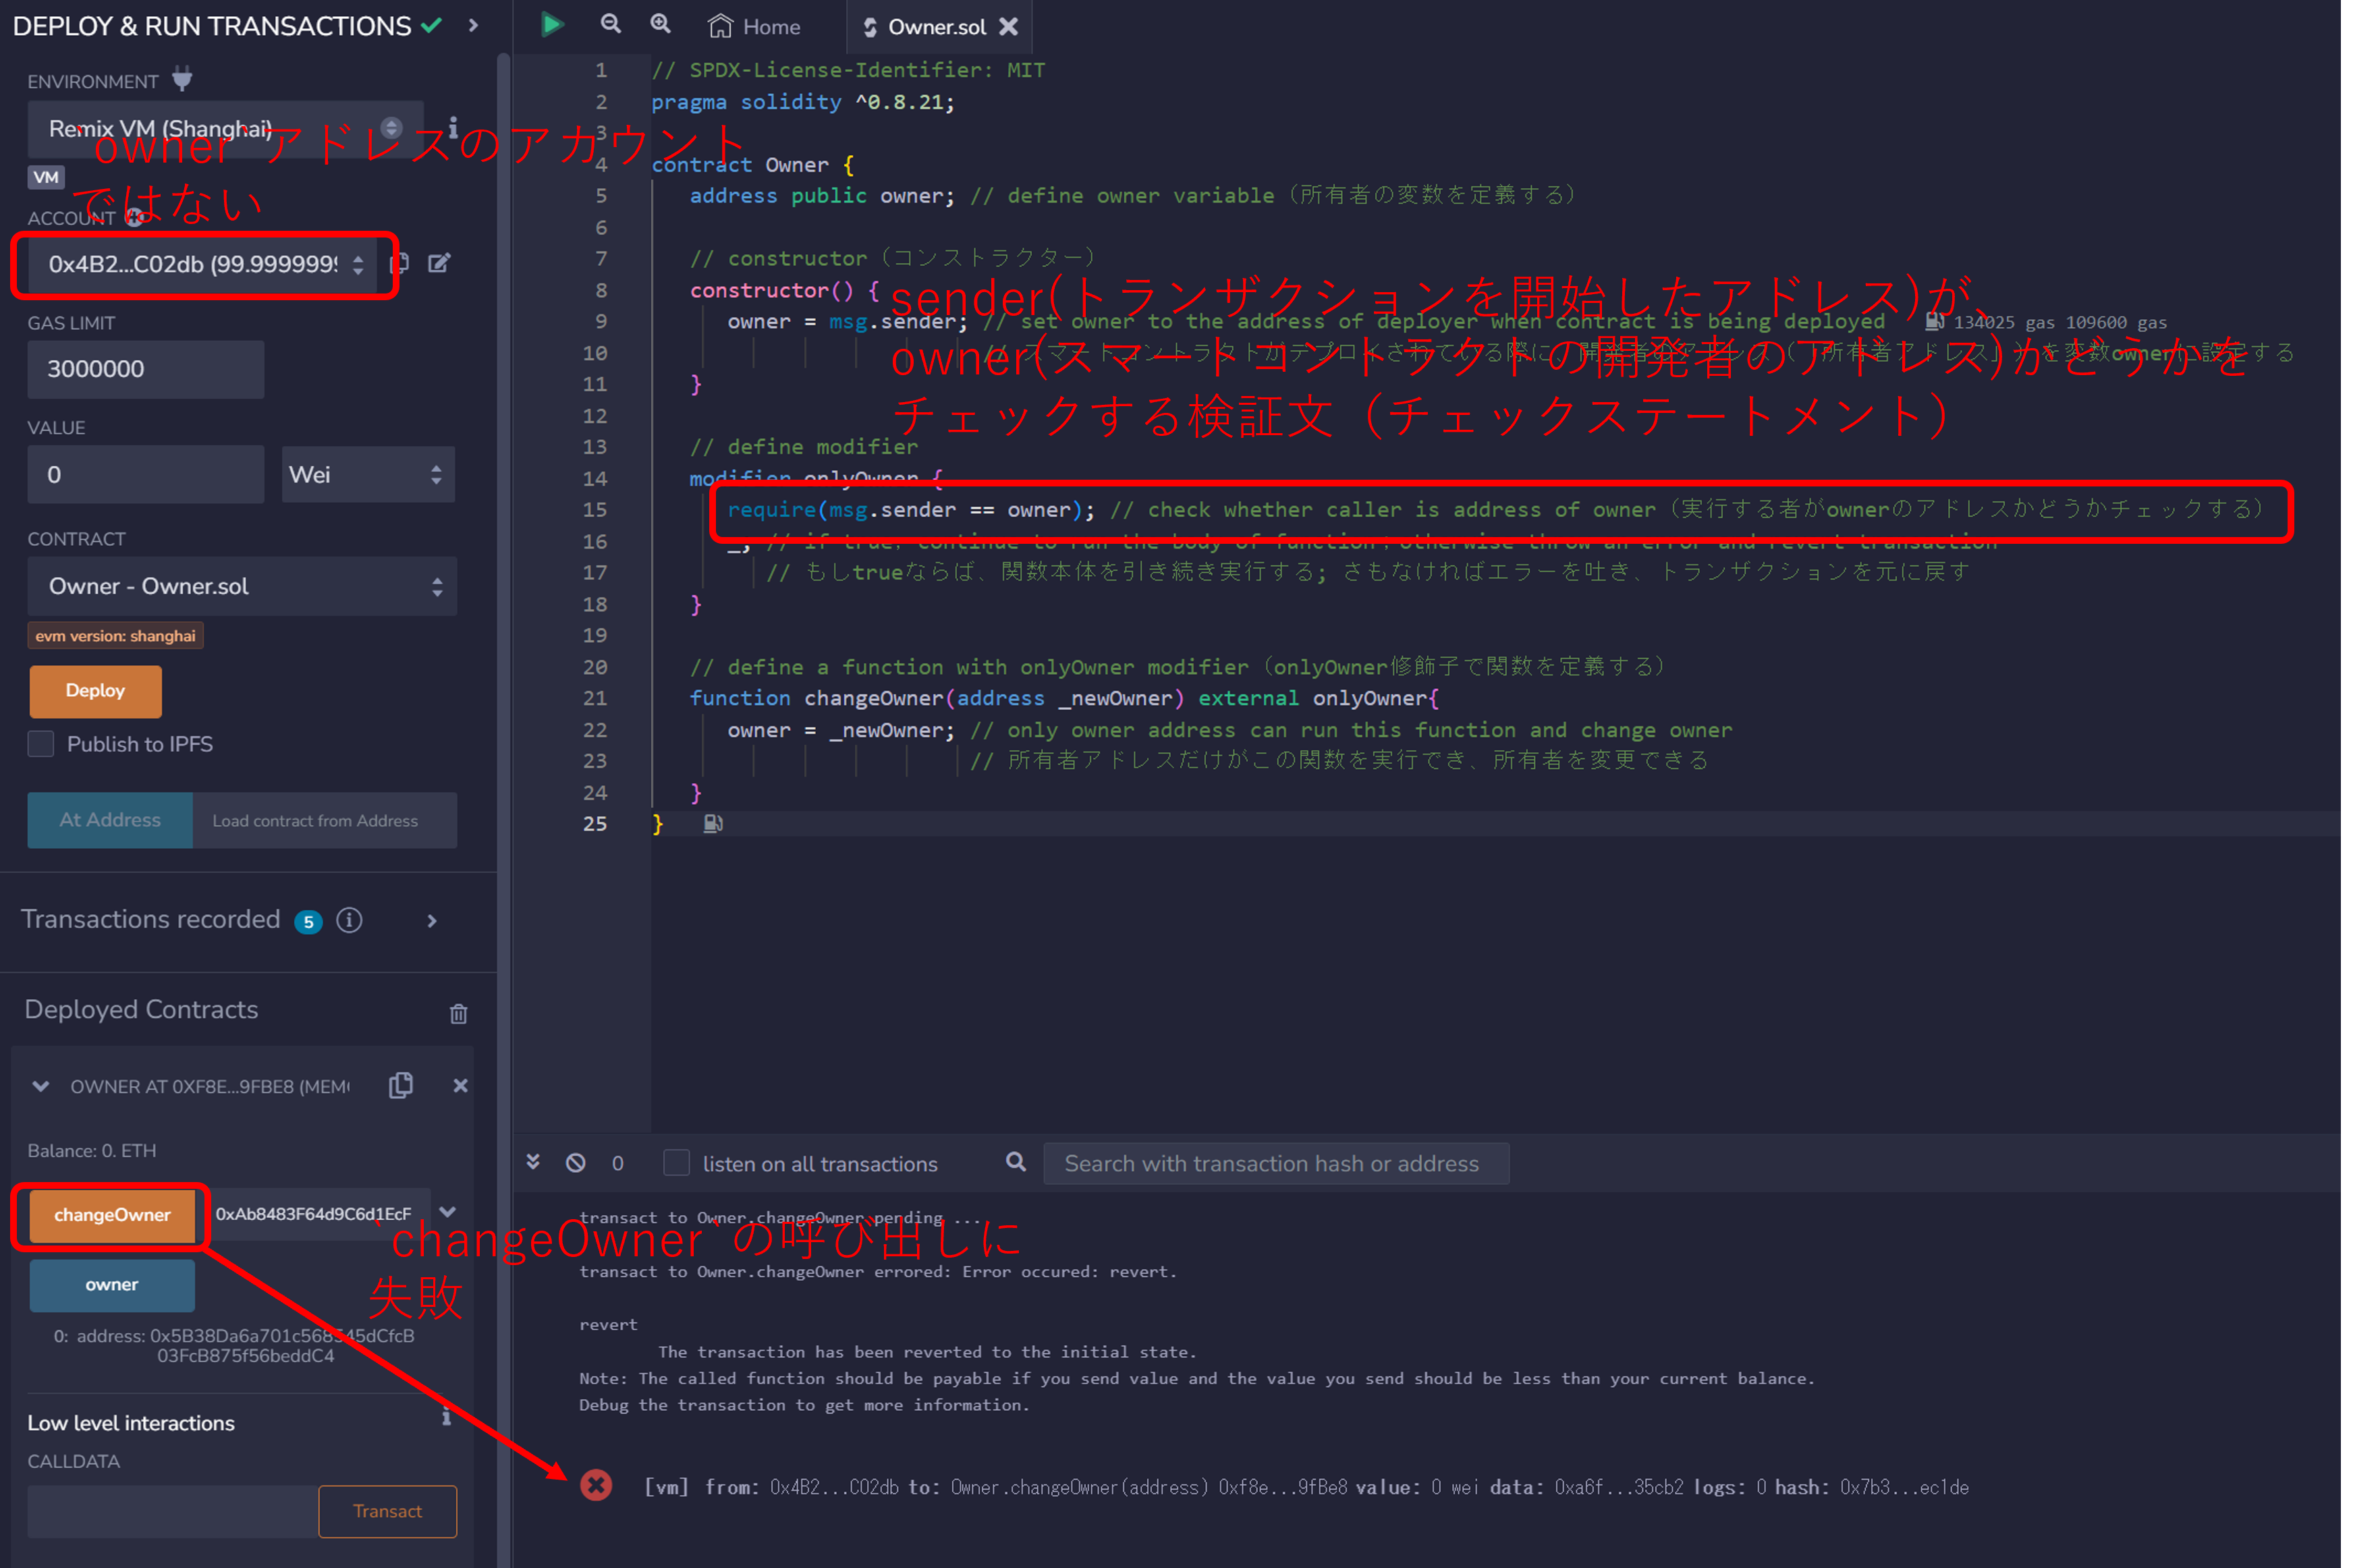 DEPLOY & RUN TRANSACTIONS
ENVIRONMENT
Remix VM (Shanghai)
`owner`アドレスのアカウント
ではない
VM
ACCOUNT
0x4B2...C02db (99.9999999
GAS LIMIT
3000000
VALUE
0
Wei
CONTRACT
Owner - Owner.sol
evm version: shanghai
Deploy
Publish to IPFS
At Address
Load contract from Address
Transactions recorded 5
Deployed Contracts
OWNER AT 0XF8E...9FBE8 (MEM
Balance: 0. ETH
changeOwner
0xAb8483F64d9C6d1EcF
owner
0: address: 0x5B38Da6a701c568545dCfcB
03FcB875f56beddC4
Low level interactions
CALLDATA
Transact
Home
Owner.sol
1 // SPDX-License-Identifier: MIT
2 pragma solidity ^0.8.21;
3
4 contract Owner {
5 address public owner; // define owner variable（所有者の変数を定義する）
6
7 // constructor（コンストラクター）
8 constructor() {
9 owner = msg.sender; // set owner to the address of deployer when contract is being deployed 134025 gas 109600 gas
10 // スマートコントラクトがデプロイされている際に、開発者のアドレス（「所有者アドレス」）を変数ownerに設定する
11 }
12
13 // define modifier
14 modifier onlyOwner {
15 require(msg.sender == owner); // check whether caller is address of owner（実行する者がownerのアドレスかどうかチェックする）
16 _; // if true, continue to run the body of function；otherwise throw an error and revert transaction
17 // もしtrueならば、関数本体を引き続き実行する; さもなければエラーを吐き、トランザクションを元に戻す
18 }
19
20 // define a function with onlyOwner modifier（onlyOwner修飾子で関数を定義する）
21 function changeOwner(address _newOwner) external onlyOwner{
22 owner = _newOwner; // only owner address can run this function and change owner
23 // 所有者アドレスだけがこの関数を実行でき、所有者を変更できる
24 }
25 }
sender(トランザクションを開始したアドレス)が、
owner(スマートコントラクトの開発者のアドレス)かどうかを
チェックする検証文（チェックステートメント）
0
listen on all transactions
Search with transaction hash or address
transact to Owner.changeOwner pending ...
`changeOwner`の呼び出しに
失敗
transact to Owner.changeOwner errored: Error occured: revert.
revert
The transaction has been reverted to the initial state.
Note: The called function should be payable if you send value and the value you send should be less than your current balance.
Debug the transaction to get more information.
[vm] from: 0x4B2...C02db to: Owner.changeOwner(address) 0xf8e...9fBe8 value: 0 wei data: 0xa6f...35cb2 logs: 0 hash: 0x7b3...ec1de